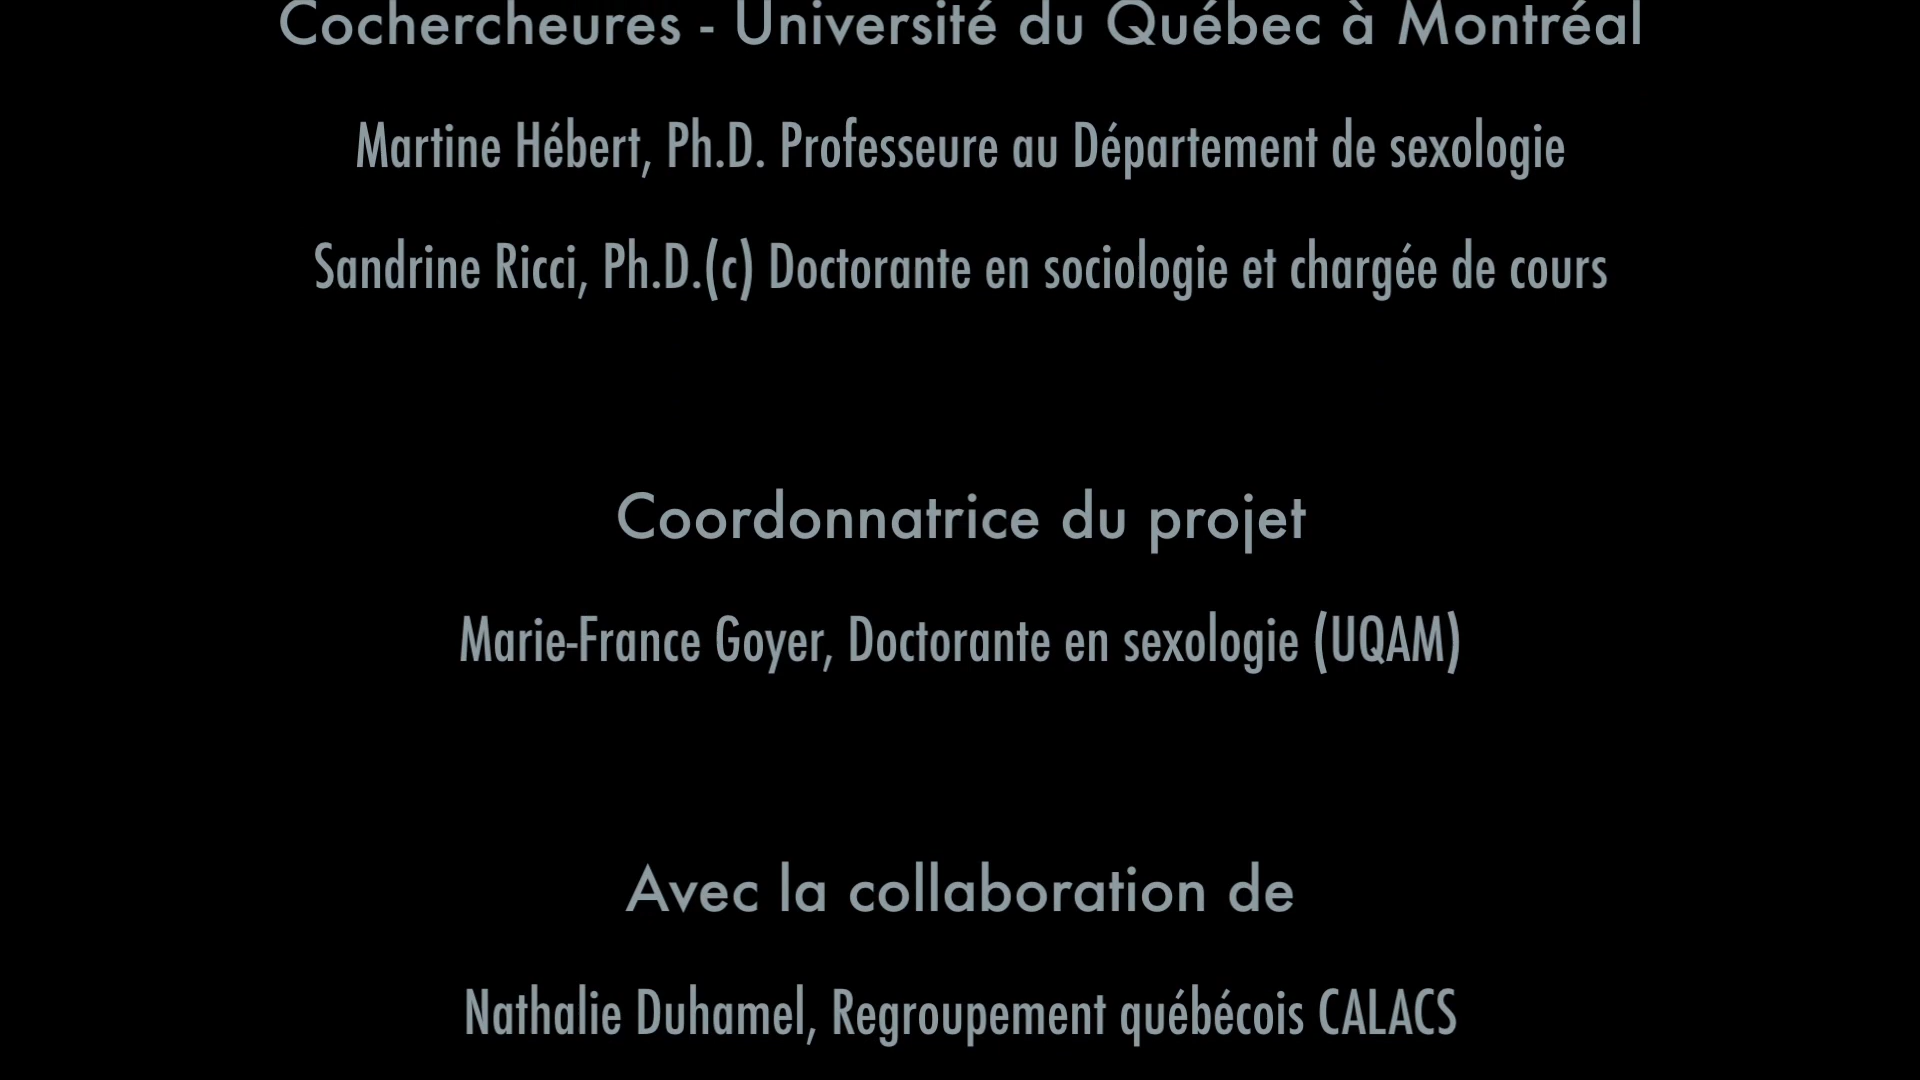 Cochercheures - Université du Québec à Montréal
Martine Hébert, Ph.D. Professeure au Département de sexologie
Sandrine Ricci, Ph.D.(c) Doctorante en sociologie et chargée de cours
Coordonnatrice du projet
Marie-France Goyer, Doctorante en sexologie (UQAM)
Avec la collaboration de
Nathalie Duhamel, Regroupement québécois CALACS